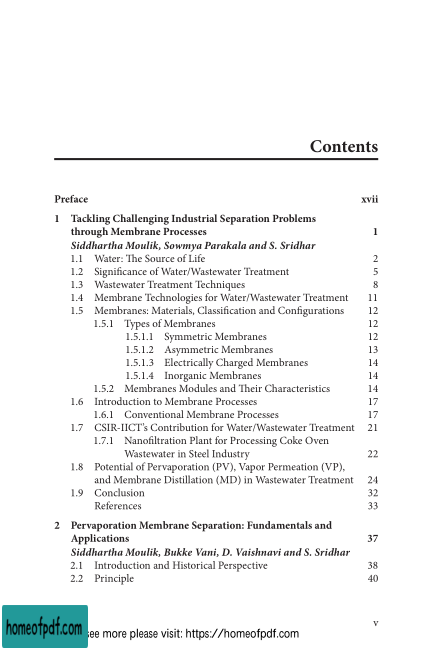 Contents
Preface xvii
1 Tackling Challenging Industrial Separation Problems
through Membrane Processes 1
Siddhartha Moulik, Sowmya Parakala and S. Sridhar
1.1 Water: The Source of Life 2
1.2 Significance of Water/Wastewater Treatment 5
1.3 Wastewater Treatment Techniques 8
1.4 Membrane Technologies for Water/Wastewater Treatment 11
1.5 Membranes: Materials, Classification and Configurations 12
1.5.1 Types of Membranes 12
1.5.1.1 Symmetric Membranes 12
1.5.1.2 Asymmetric Membranes 13
1.5.1.3 Electrically Charged Membranes 14
1.5.1.4 Inorganic Membranes 14
1.5.2 Membranes Modules and Their Characteristics 14
1.6 Introduction to Membrane Processes 17
1.6.1 Conventional Membrane Processes 17
1.7 CSIR-IICT's Contribution for Water/Wastewater Treatment 21
1.7.1 Nanofiltration Plant for Processing Coke Oven
Wastewater in Steel Industry 22
1.8 Potential of Pervaporation (PV), Vapor Permeation (VP),
and Membrane Distillation (MD) in Wastewater Treatment 24
1.9 Conclusion 32
References 33
2 Pervaporation Membrane Separation: Fundamentals and
Applications 37
Siddhartha Moulik, Bukke Vani, D. Vaishnavi and S. Sridhar
2.1 Introduction and Historical Perspective 38
2.2 Principle 40
v
homeofpdf.com
see more please visit: https://homeofpdf.com